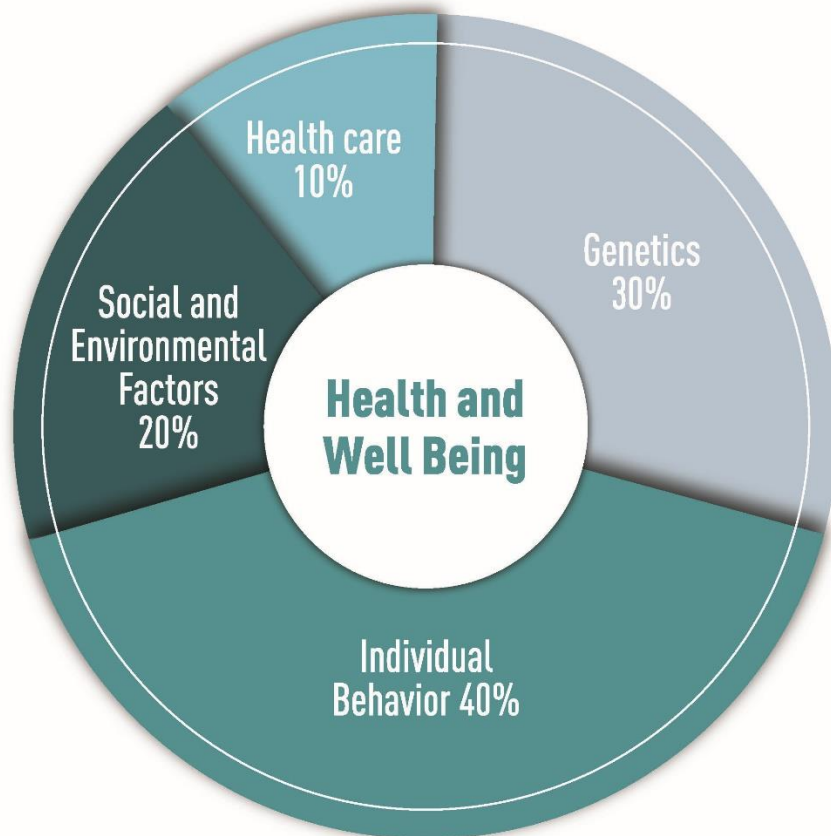 Health care
10%
Genetics
30%
Social and
Environmental
Factors
20%
Health and
Well Being
Individual
Behavior 40%